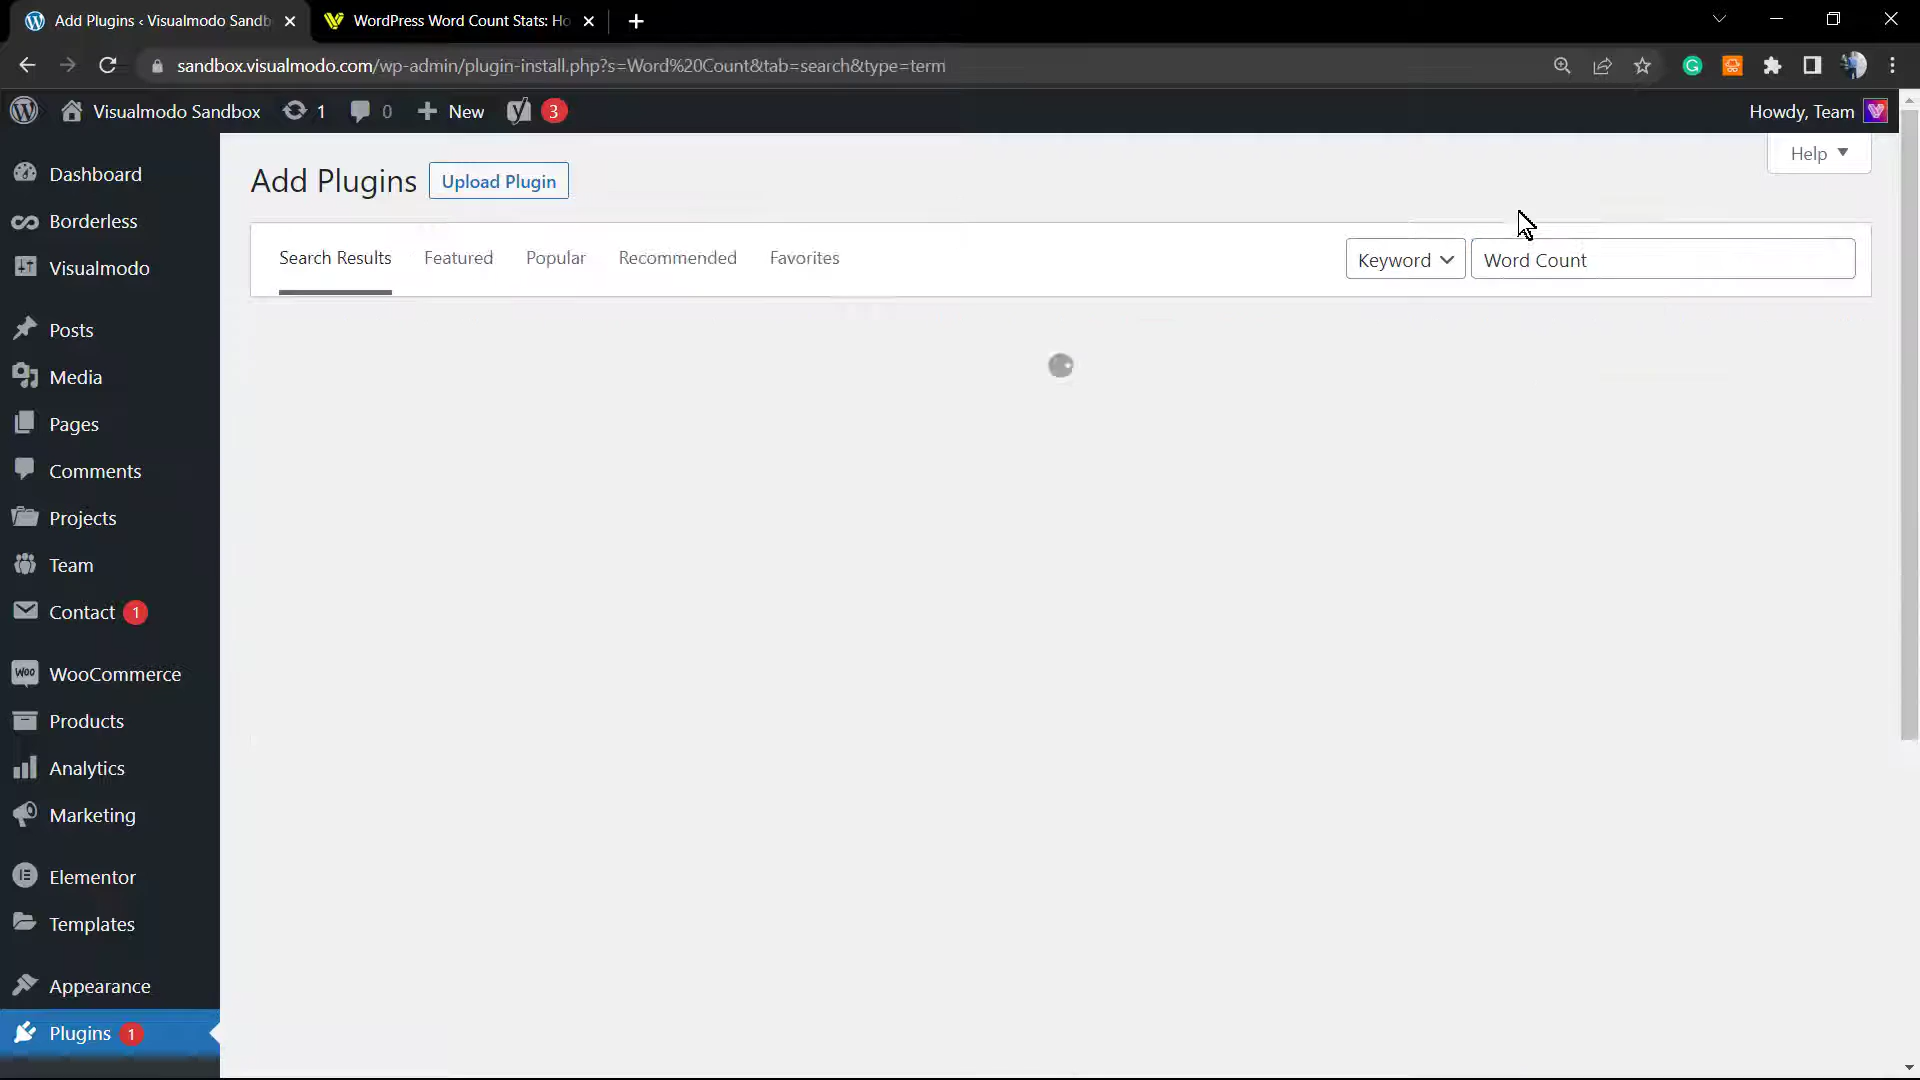 Add Plugins ‹ Visualmodo Sandb
WordPress Word Count Stats: Ho
sandbox.visualmodo.com/wp-admin/plugin-install.php?s=Word%20Count&tab=search&type=term
Visualmodo Sandbox 1 0 New 3
Howdy, Team
Help
Add Plugins Upload Plugin
Search Results Featured Popular Recommended Favorites
Keyword Word Count
Dashboard
Borderless
Visualmodo
Posts
Media
Pages
Comments
Projects
Team
Contact 1
Woo WooCommerce
Products
Analytics
Marketing
Elementor
Templates
Appearance
Plugins 1